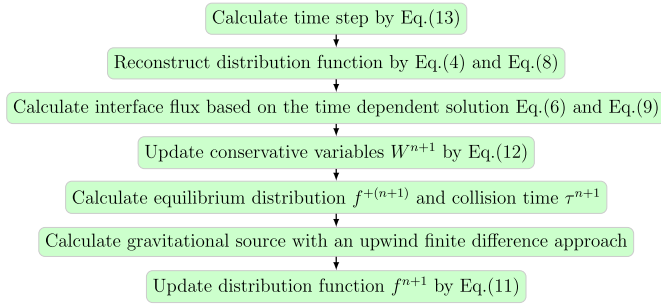 Calculate time step by Eq.(13)
Reconstruct distribution function by Eq.(4) and Eq.(8)
Calculate interface flux based on the time dependent solution Eq.(6) and Eq.(9)
Update conservative variables $W^{n+1}$ by Eq.(12)
Calculate equilibrium distribution $f^{+(n+1)}$ and collision time $\tau^{n+1}$
Calculate gravitational source with an upwind finite difference approach
Update distribution function $f^{n+1}$ by Eq.(11)